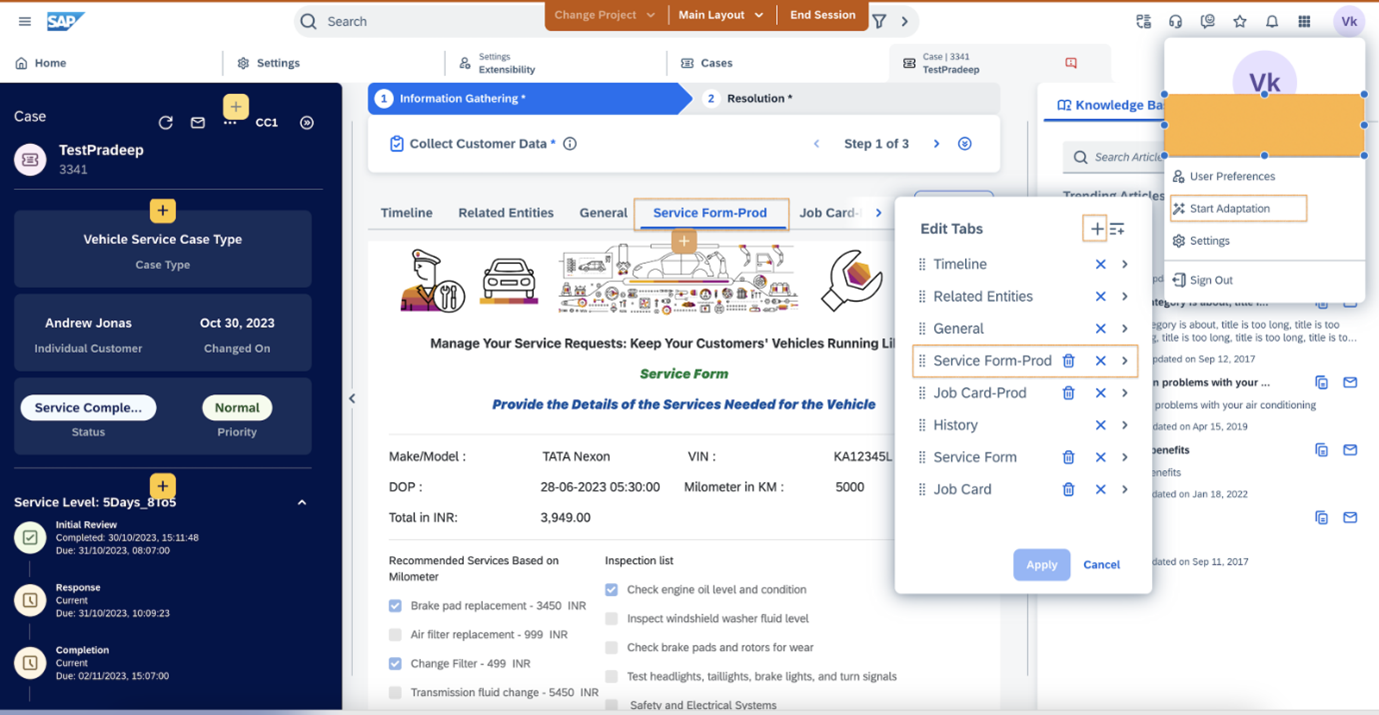 SAP
Search
Change Project
Main Layout
End Session
Vk
Home
Settings
Settings
Extensibility
Cases
Case | 3341
TestPradeep
Case
CC1
TestPradeep
3341
Vehicle Service Case Type
Case Type
Andrew Jonas
Individual Customer
Oct 30, 2023
Changed On
Service Comple...
Status
Normal
Priority
Service Level: 5Days_8To5
Initial Review
Completed: 30/10/2023, 15:11:48
Due: 31/10/2023, 08:07:00
Response
Current
Due: 31/10/2023, 10:09:23
Completion
Current
Due: 02/11/2023, 15:07:00
1 Information Gathering *
2 Resolution *
Collect Customer Data *
Step 1 of 3
Timeline
Related Entities
General
Service Form-Prod
Job Card-
Manage Your Service Requests: Keep Your Customers' Vehicles Running Li
Service Form
Provide the Details of the Services Needed for the Vehicle
Make/Model : TATA Nexon VIN : KA12345L
DOP : 28-06-2023 05:30:00 Milometer in KM : 5000
Total in INR: 3,949.00
Recommended Services Based on
Milometer
Brake pad replacement - 3450 INR
Air filter replacement - 999 INR
Change Filter - 499 INR
Transmission fluid change - 5450 INR
Inspection list
Check engine oil level and condition
Inspect windshield washer fluid level
Check brake pads and rotors for wear
Test headlights, taillights, brake lights, and turn signals
Safety and Electrical Systems
Edit Tabs
Timeline
Related Entities
General
Service Form-Prod
Job Card-Prod
History
Service Form
Job Card
Apply
Cancel
Knowledge Ba
Search Article
Trending Articles
Vk
User Preferences
Start Adaptation
Settings
Sign Out
ategory is about, title i...
egory is about, title is too long, title is too
, title is too long, title is too long, title is to...
pdated on Sep 12, 2017
n problems with your ...
problems with your air conditioning
dated on Apr 15, 2019
benefits
enefits
dated on Jan 18, 2022
dated on Sep 11, 2017